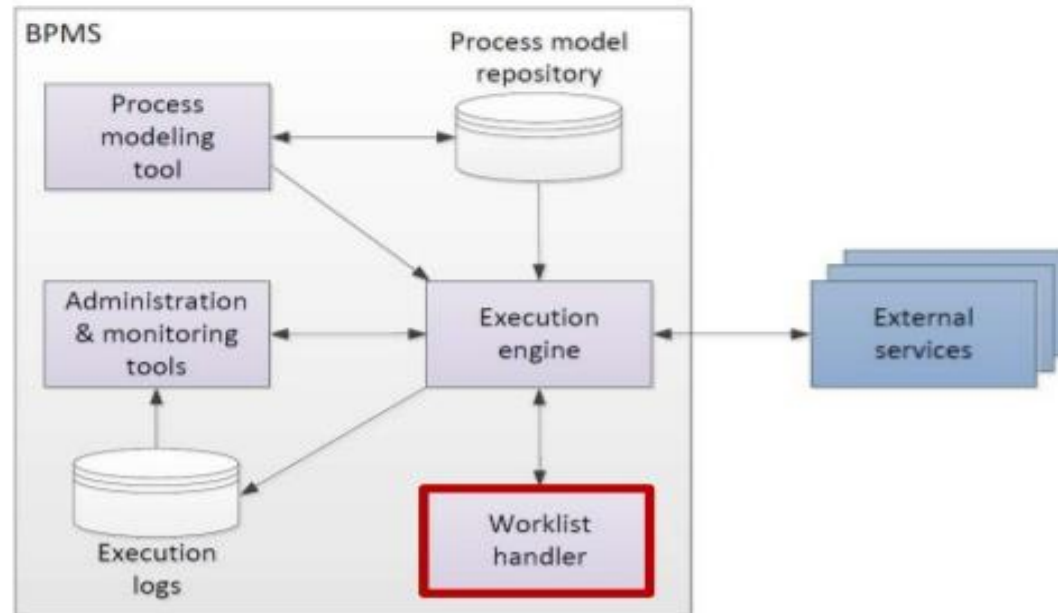 BPMS
Process model
repository
Process
modeling
tool
Administration
& monitoring
tools
Execution
engine
External
services
Execution
logs
Worklist
handler